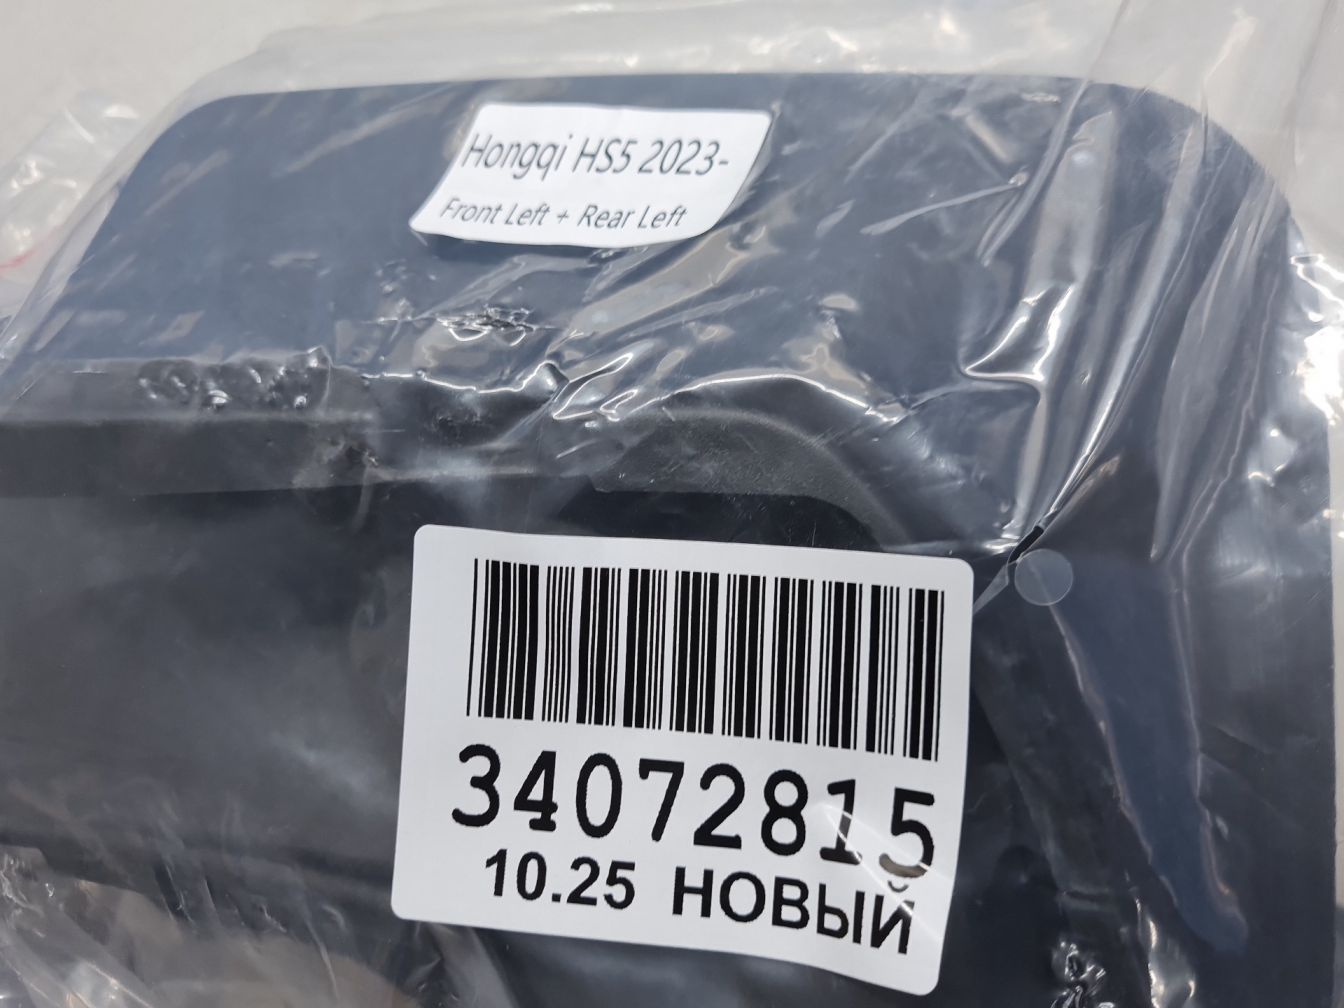 Hongqi HS5 2023-
Front Left + Rear Left
34072815
10.25 НОВЫЙ